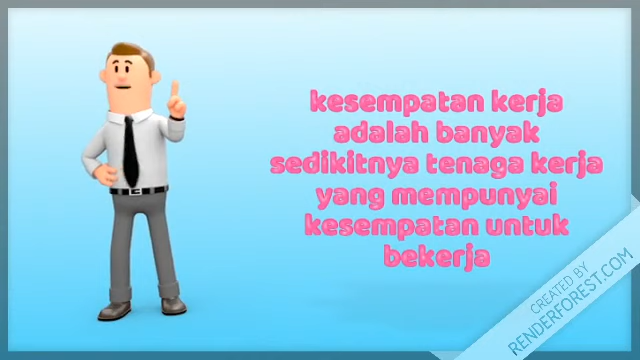 kesempatan kerja
adalah banyak
sedikitnya tenaga kerja
yang mempunyai
kesempatan untuk
bekerja
CREATED BY
RENDERFOREST.COM